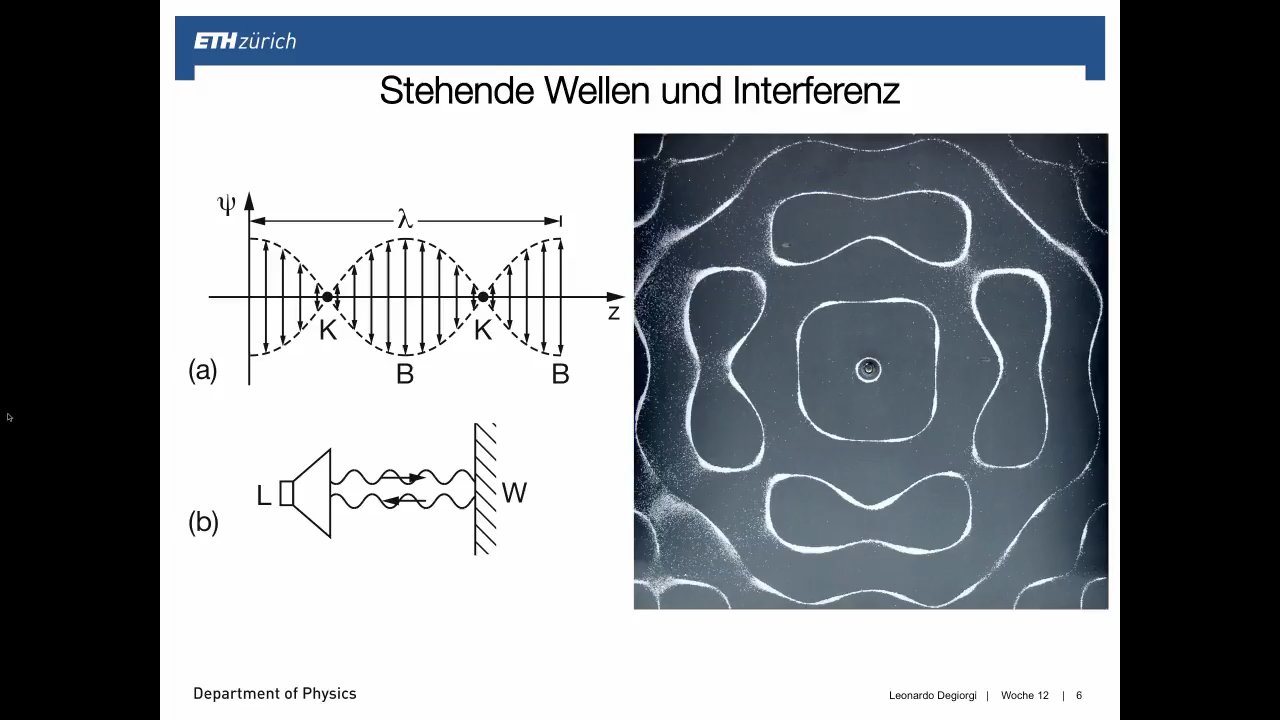 ETH zürich
Stehende Wellen und Interferenz
ψ
λ
z
K
K
B
B
(a)
L
W
(b)
Department of Physics
Leonardo Degiorgi | Woche 12 | 6